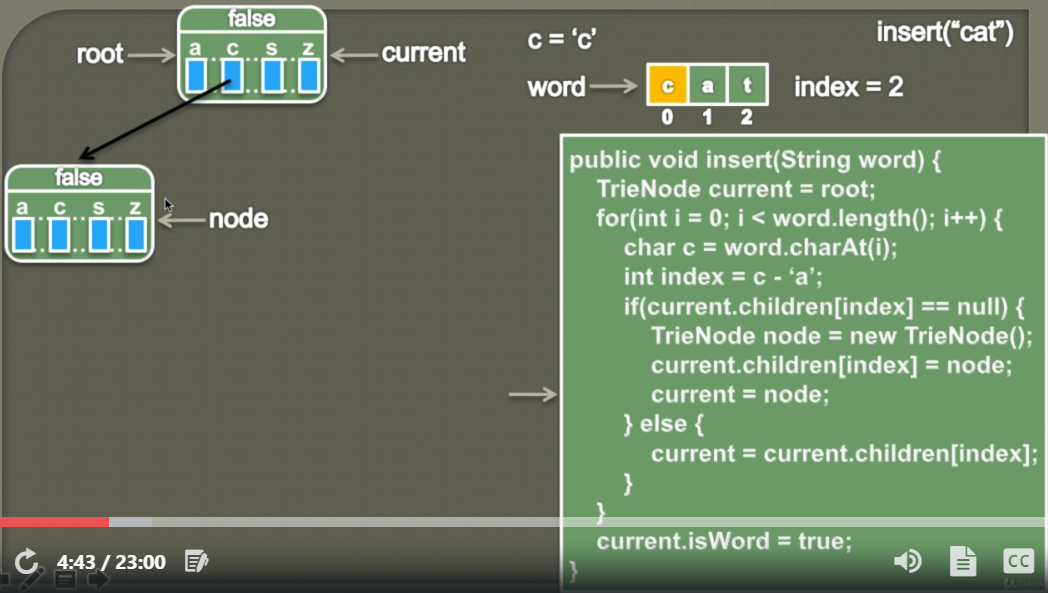 false
root
a c s z
current
c = ‘c’
insert(“cat”)
word
c a t
index = 2
0 1 2
false
a c s z
node
public void insert(String word) {
TrieNode current = root;
for(int i = 0; i < word.length(); i++) {
char c = word.charAt(i);
int index = c - ‘a’;
if(current.children[index] == null) {
TrieNode node = new TrieNode();
current.children[index] = node;
current = node;
} else {
current = current.children[index];
}
}
current.isWord = true;
}
4:43 / 23:00
CC